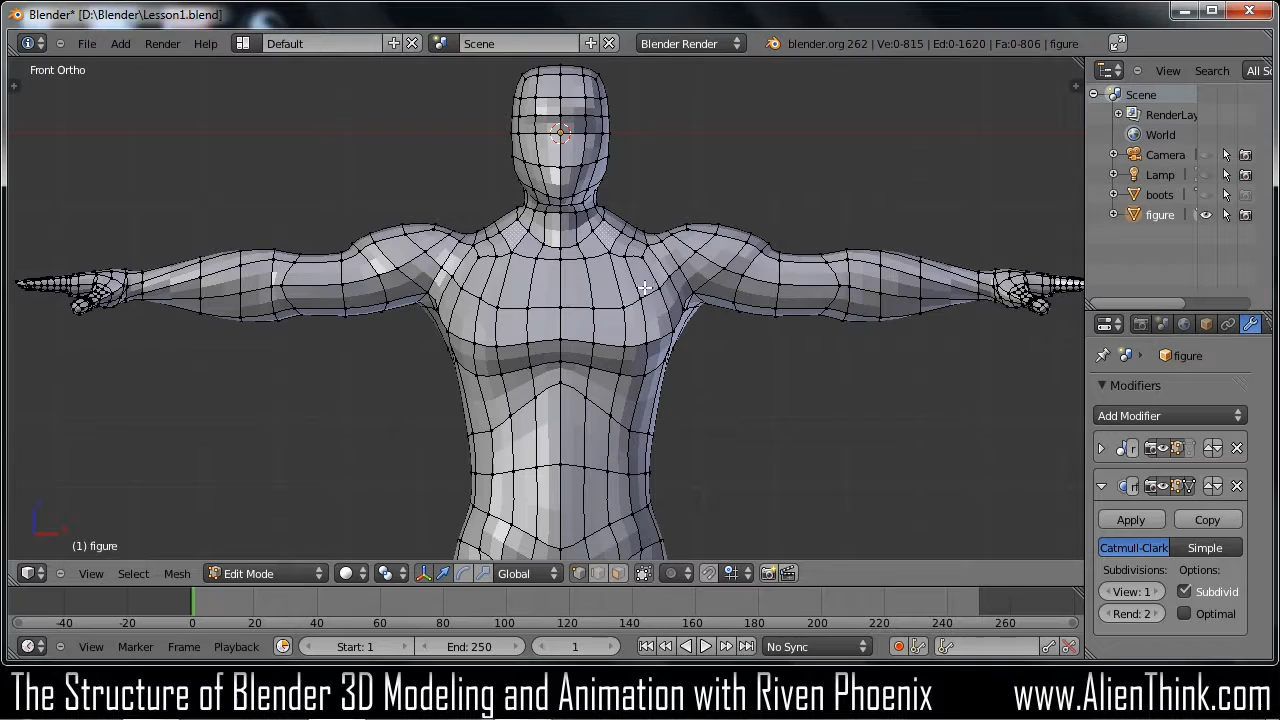 Blender* [D:\Blender\Lesson1.blend]
File Add Render Help Default Scene Blender Render blender.org 262 | Ve:0-815 | Ed:0-1620 | Fa:0-806 | figure
Front Ortho
View Search All Sc
Scene
RenderLay
World
Camera
Lamp
boots
figure
figure
Modifiers
Add Modifier
Apply Copy
Catmull-Clark Simple
Subdivisions: Options:
View: 1 Subdivid
Rend: 2 Optimal
(1) figure
View Select Mesh Edit Mode Global
-40 -20 0 20 40 60 80 100 120 140 160 180 200 220 240 260
View Marker Frame Playback Start: 1 End: 250 1 No Sync
The Structure of Blender 3D Modeling and Animation with Riven Phoenix www.AlienThink.com